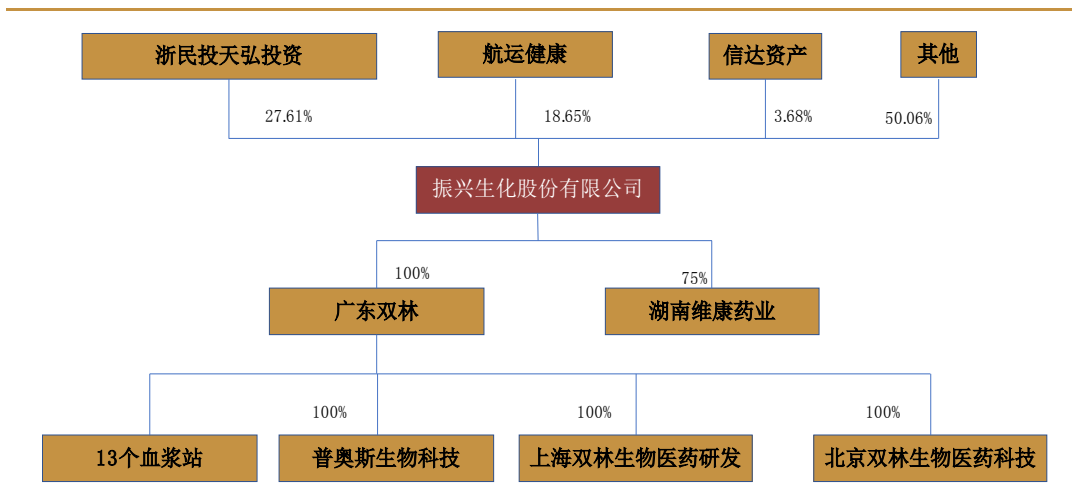 浙民投天弘投资
航运健康
信达资产
其他
27.61%
18.65%
3.68%
50.06%
振兴生化股份有限公司
100%
75%
广东双林
湖南维康药业
100%
100%
100%
13个血浆站
普奥斯生物科技
上海双林生物医药研发
北京双林生物医药科技